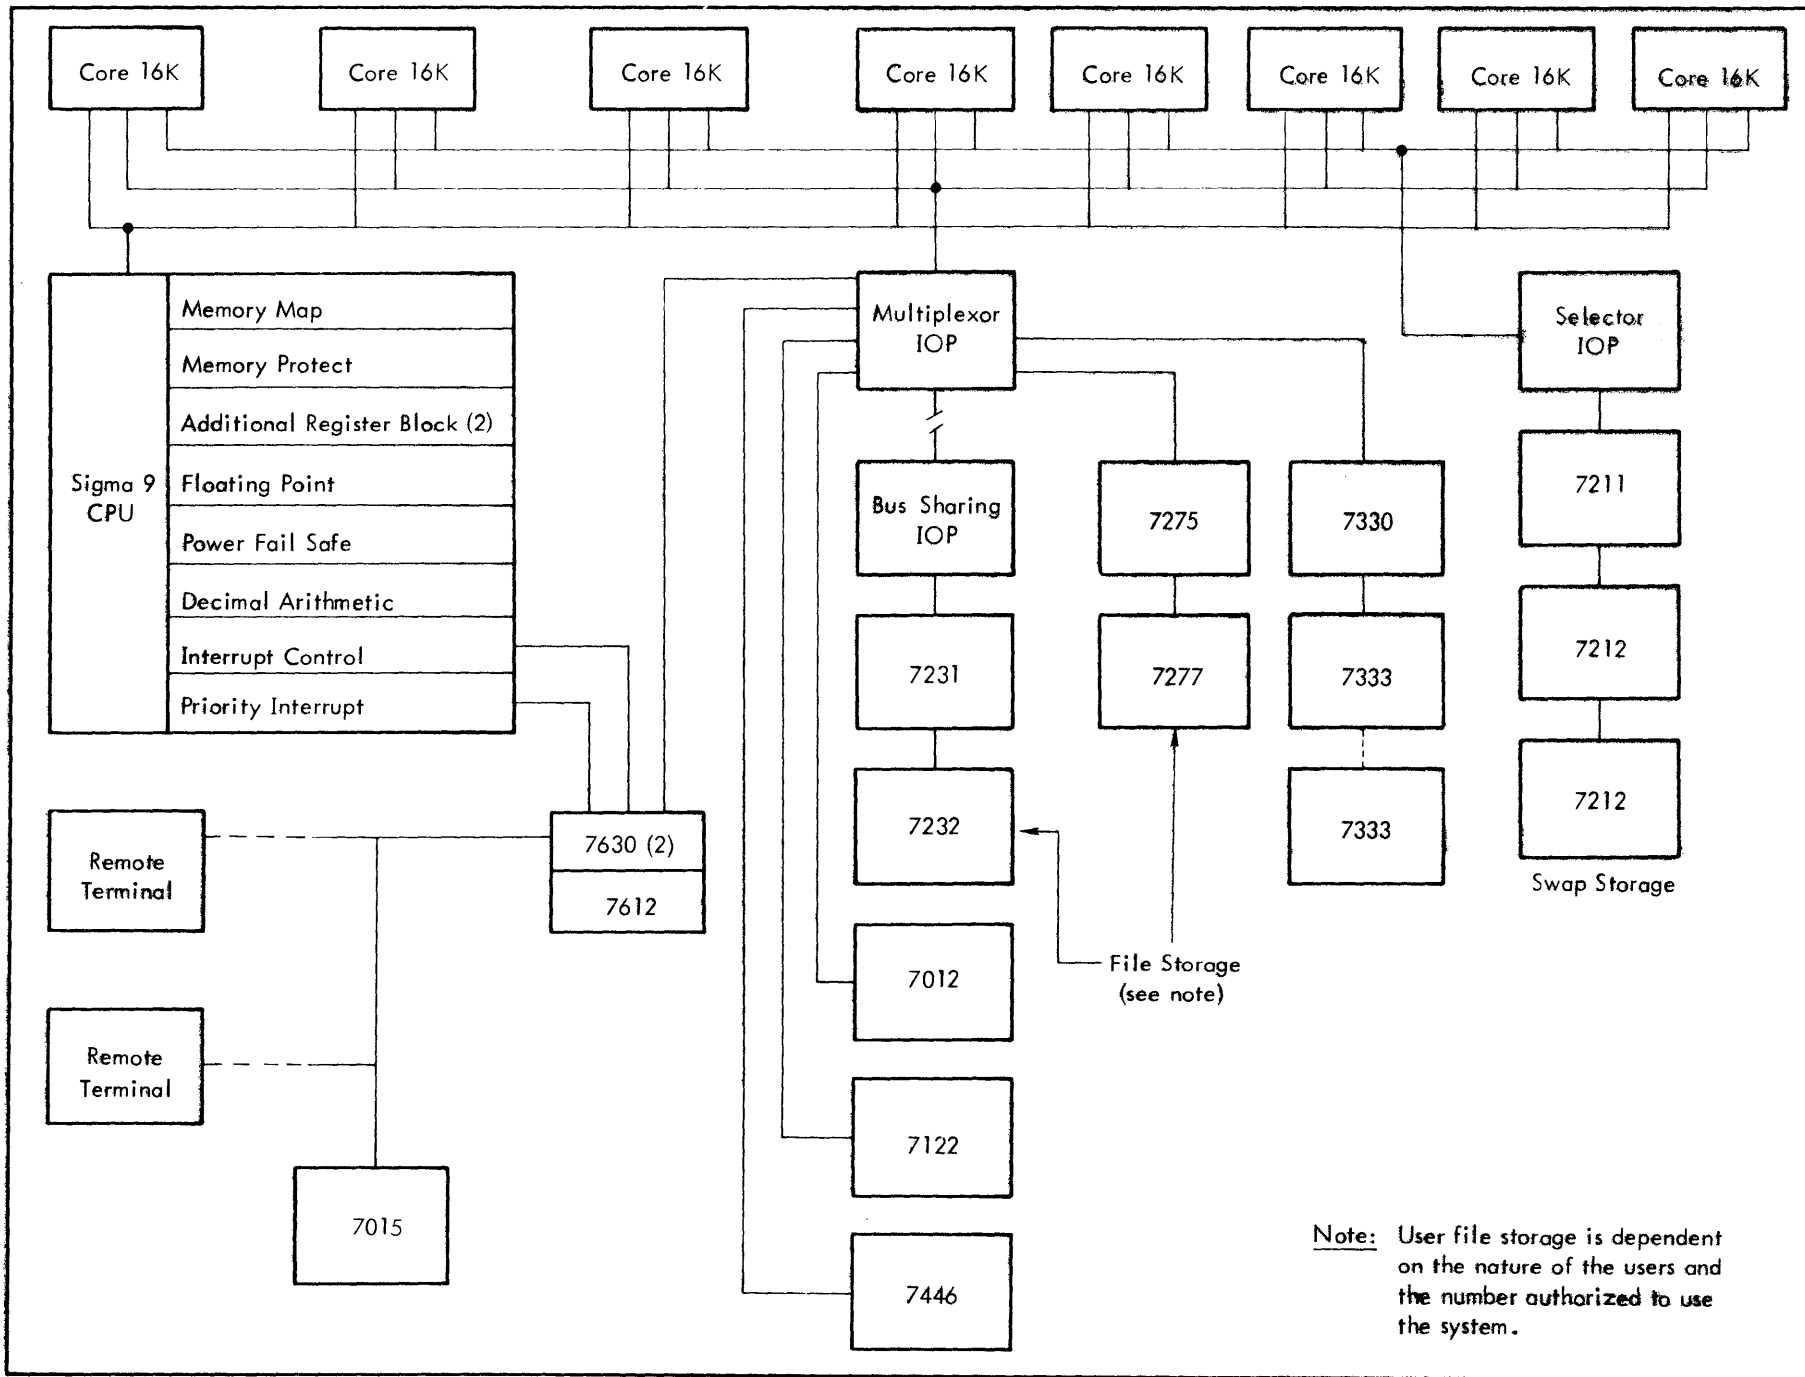 Core 16K
Core 16K
Core 16K
Core 16K
Core 16K
Core 16K
Core 16K
Core 16K
Sigma 9
CPU
Memory Map
Memory Protect
Additional Register Block (2)
Floating Point
Power Fail Safe
Decimal Arithmetic
Interrupt Control
Priority Interrupt
Multiplexor
IOP
Selector
IOP
Bus Sharing
IOP
7275
7330
7211
7231
7277
7333
7212
7232
7333
7212
Swap Storage
Remote
Terminal
7630 (2)
7612
7012
File Storage
(see note)
Remote
Terminal
7122
7015
7446
Note: User file storage is dependent
on the nature of the users and
the number authorized to use
the system.